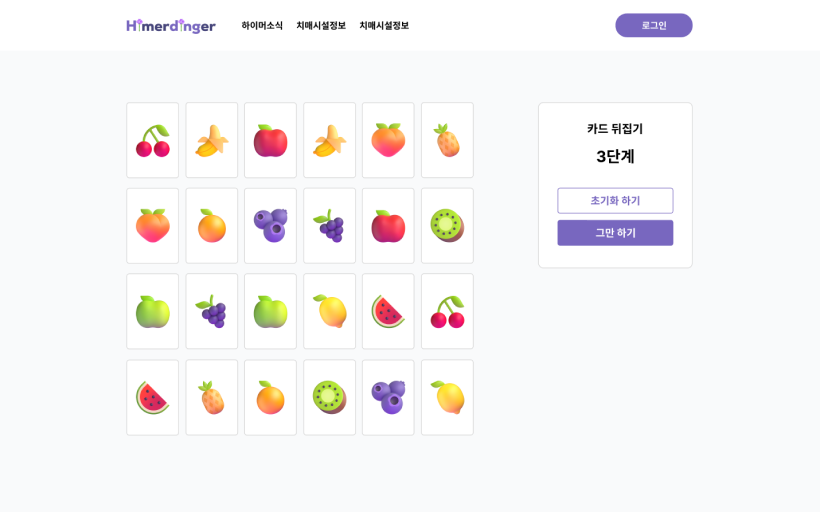 Himerdinger
하이머소식 치매시설정보 치매시설정보
로그인
카드 뒤집기
3단계
초기화 하기
그만 하기